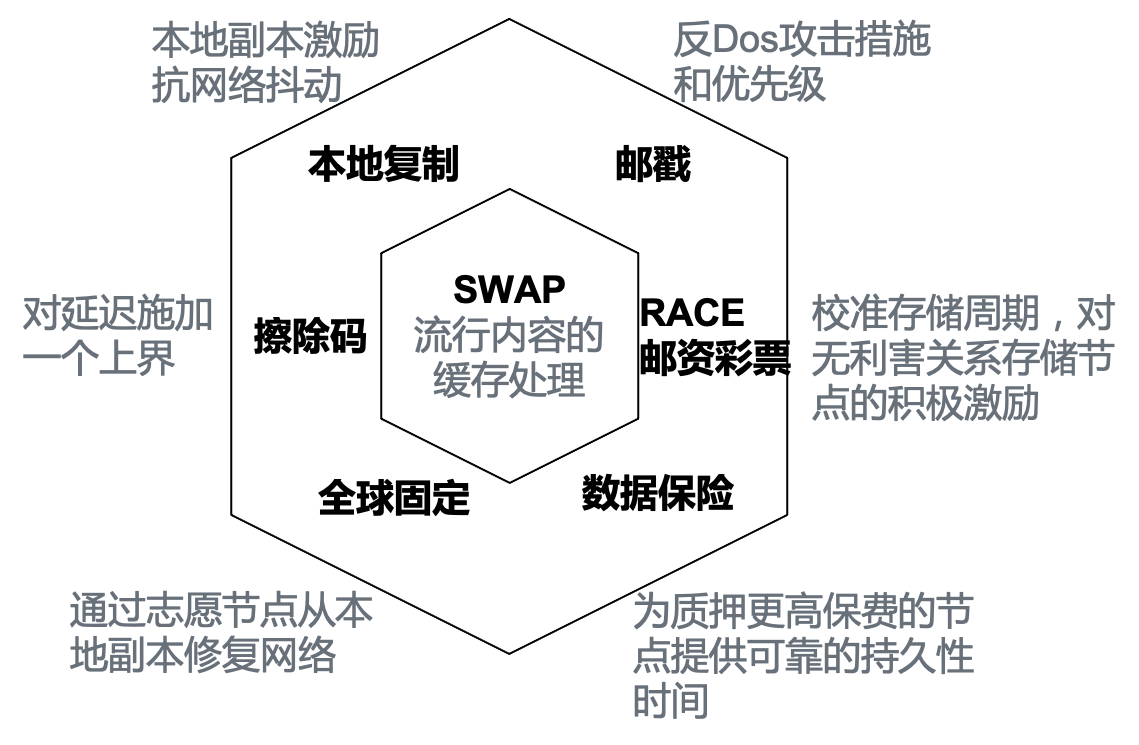 本地副本激励
抗网络抖动
反Dos攻击措施
和优先级
本地复制
邮戳
对延迟施加
一个上界
擦除码
SWAP
流行内容的
缓存处理
RACE
邮资彩票
校准存储周期，对
无利害关系存储节
点的积极激励
全球固定
数据保险
通过志愿节点从本
地副本修复网络
为质押更高保费的节
点提供可靠的持久性
时间